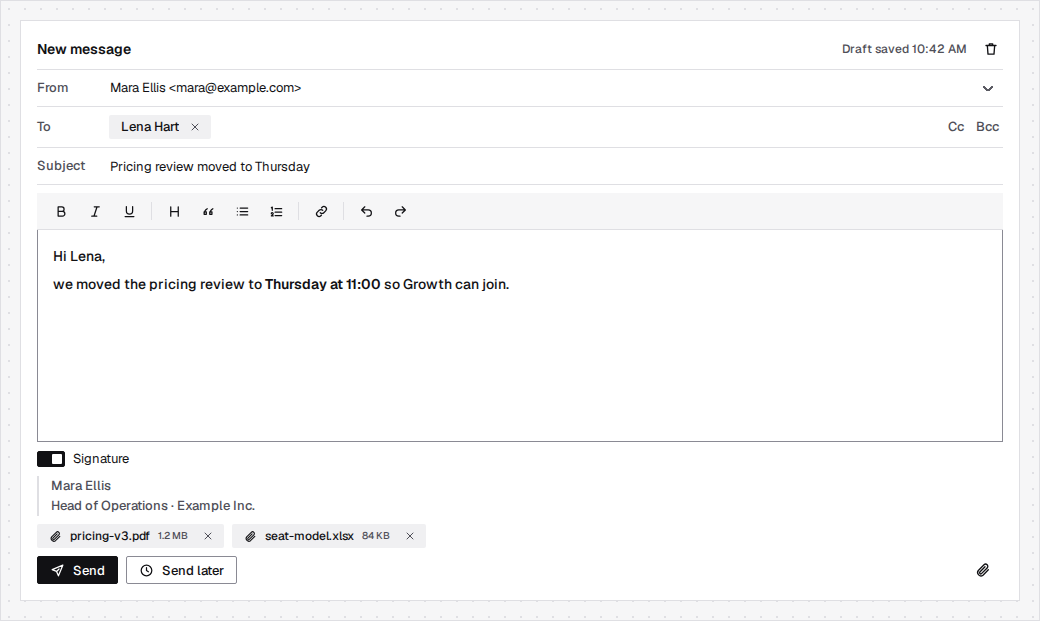 New message
Draft saved 10:42 AM
From
Mara Ellis <mara@example.com>
To
Lena Hart
Cc Bcc
Subject
Pricing review moved to Thursday
B I U H
Hi Lena,
we moved the pricing review to Thursday at 11:00 so Growth can join.
Signature
Mara Ellis
Head of Operations · Example Inc.
pricing-v3.pdf 1.2 MB
seat-model.xlsx 84 KB
Send
Send later